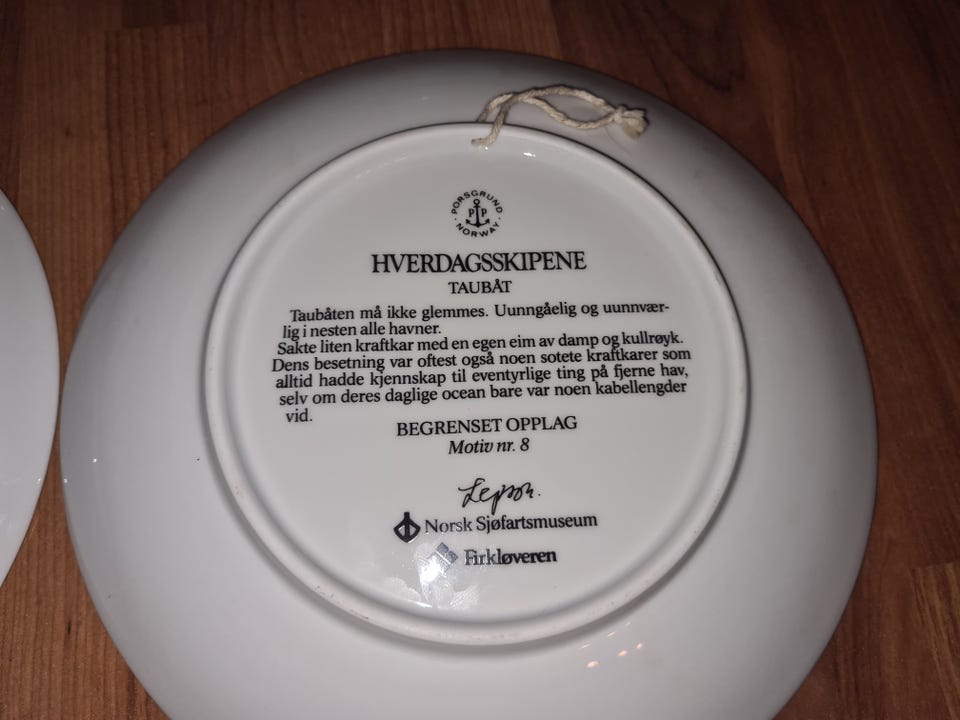 PORSGRUND
P P
NORWAY
HVERDAGSSKIPENE
TAUBÅT
Taubåten må ikke glemmes. Uunngåelig og uunnvær-
lig i nesten alle havner.
Sakte liten kraftkar med en egen eim av damp og kullrøyk.
Dens besetning var oftest også noen sotete kraftkarer som
alltid hadde kjennskap til eventyrlige ting på fjerne hav,
selv om deres daglige ocean bare var noen kabellengder
vid.
BEGRENSET OPPLAG
Motiv nr. 8
Norsk Sjøfartsmuseum
Firkløveren